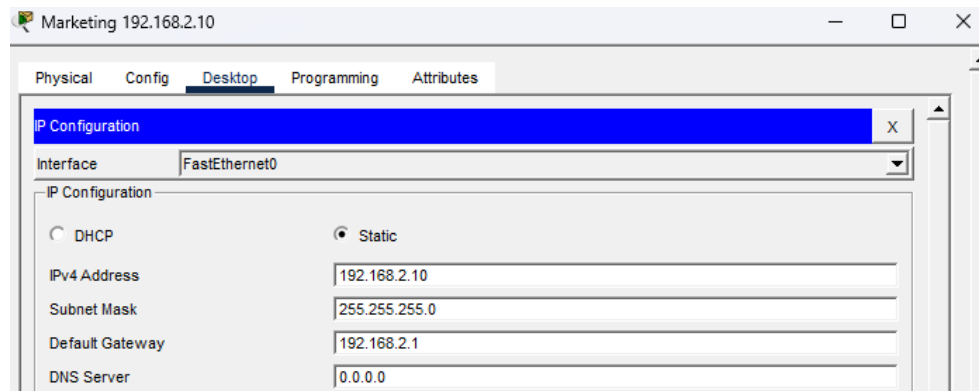 Marketing 192.168.2.10
Physical Config Desktop Programming Attributes
IP Configuration X
Interface FastEthernet0
IP Configuration
DHCP Static
IPv4 Address 192.168.2.10
Subnet Mask 255.255.255.0
Default Gateway 192.168.2.1
DNS Server 0.0.0.0